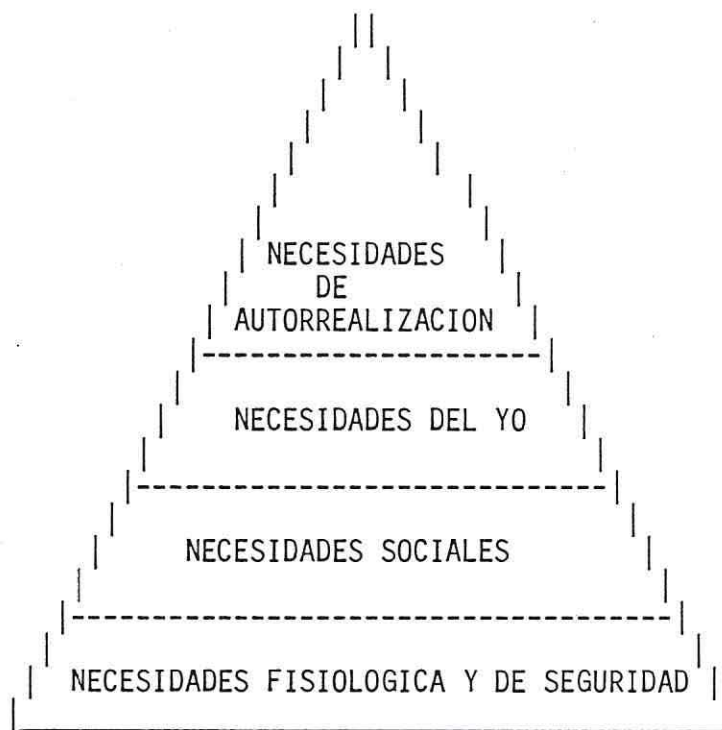 NECESIDADES
DE
AUTORREALIZACION
NECESIDADES DEL YO
NECESIDADES SOCIALES
NECESIDADES FISIOLOGICA Y DE SEGURIDAD